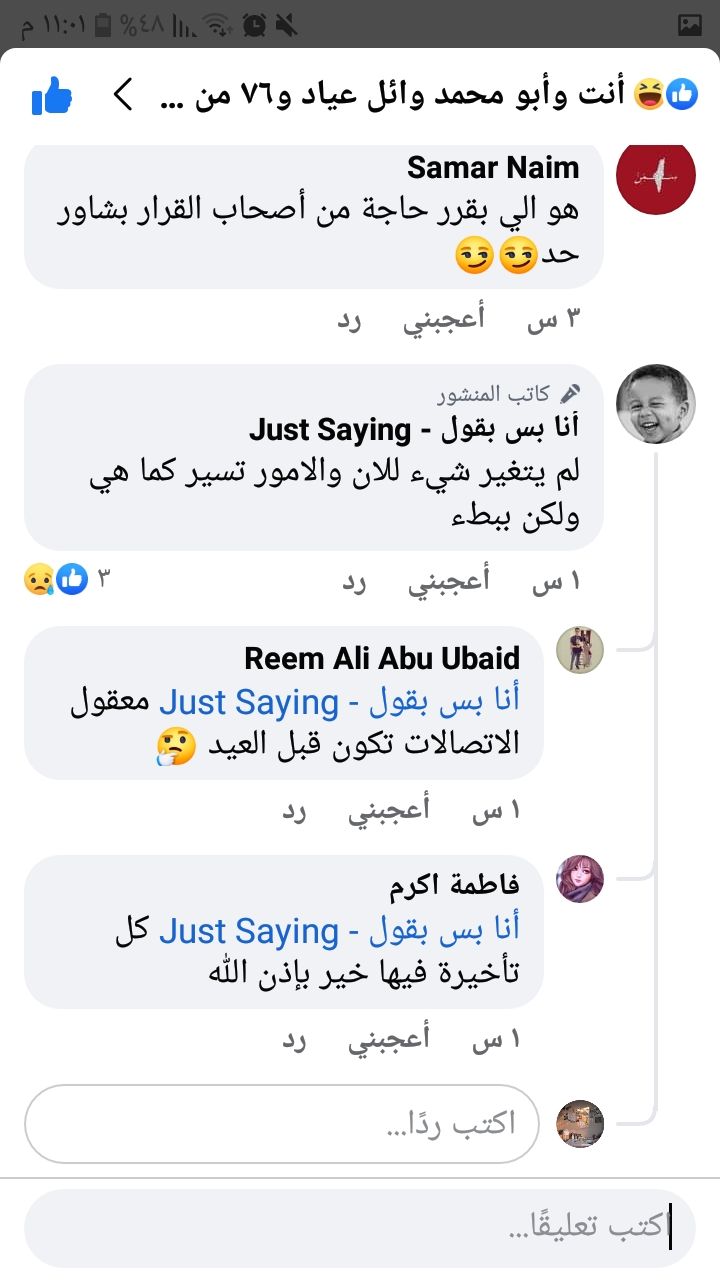 ١١:٠١ م ٤٨%
أنت وأبو محمد وائل عياد و٧٦ من ...
Samar Naim
هو الي بقرر حاجة من أصحاب القرار بشاور
حد😏😏
٣ س أعجبني رد
كاتب المنشور
أنا بس بقول - Just Saying
لم يتغير شيء للان والامور تسير كما هي
ولكن ببطء
١ س أعجبني رد ٣
Reem Ali Abu Ubaid
أنا بس بقول - Just Saying معقول
الاتصالات تكون قبل العيد 🤔
١ س أعجبني رد
فاطمة اكرم
أنا بس بقول - Just Saying كل
تأخيرة فيها خير بإذن الله
١ س أعجبني رد
اكتب ردًا...
اكتب تعليقًا...